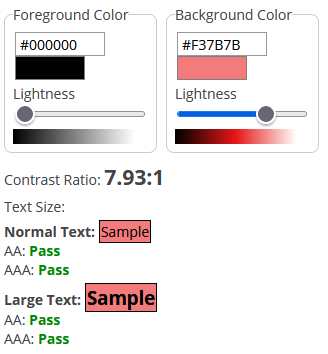 Foreground Color
#000000
Lightness
Background Color
#F37B7B
Lightness
Contrast Ratio: 7.93:1
Text Size:
Normal Text: Sample
AA: Pass
AAA: Pass
Large Text: Sample
AA: Pass
AAA: Pass